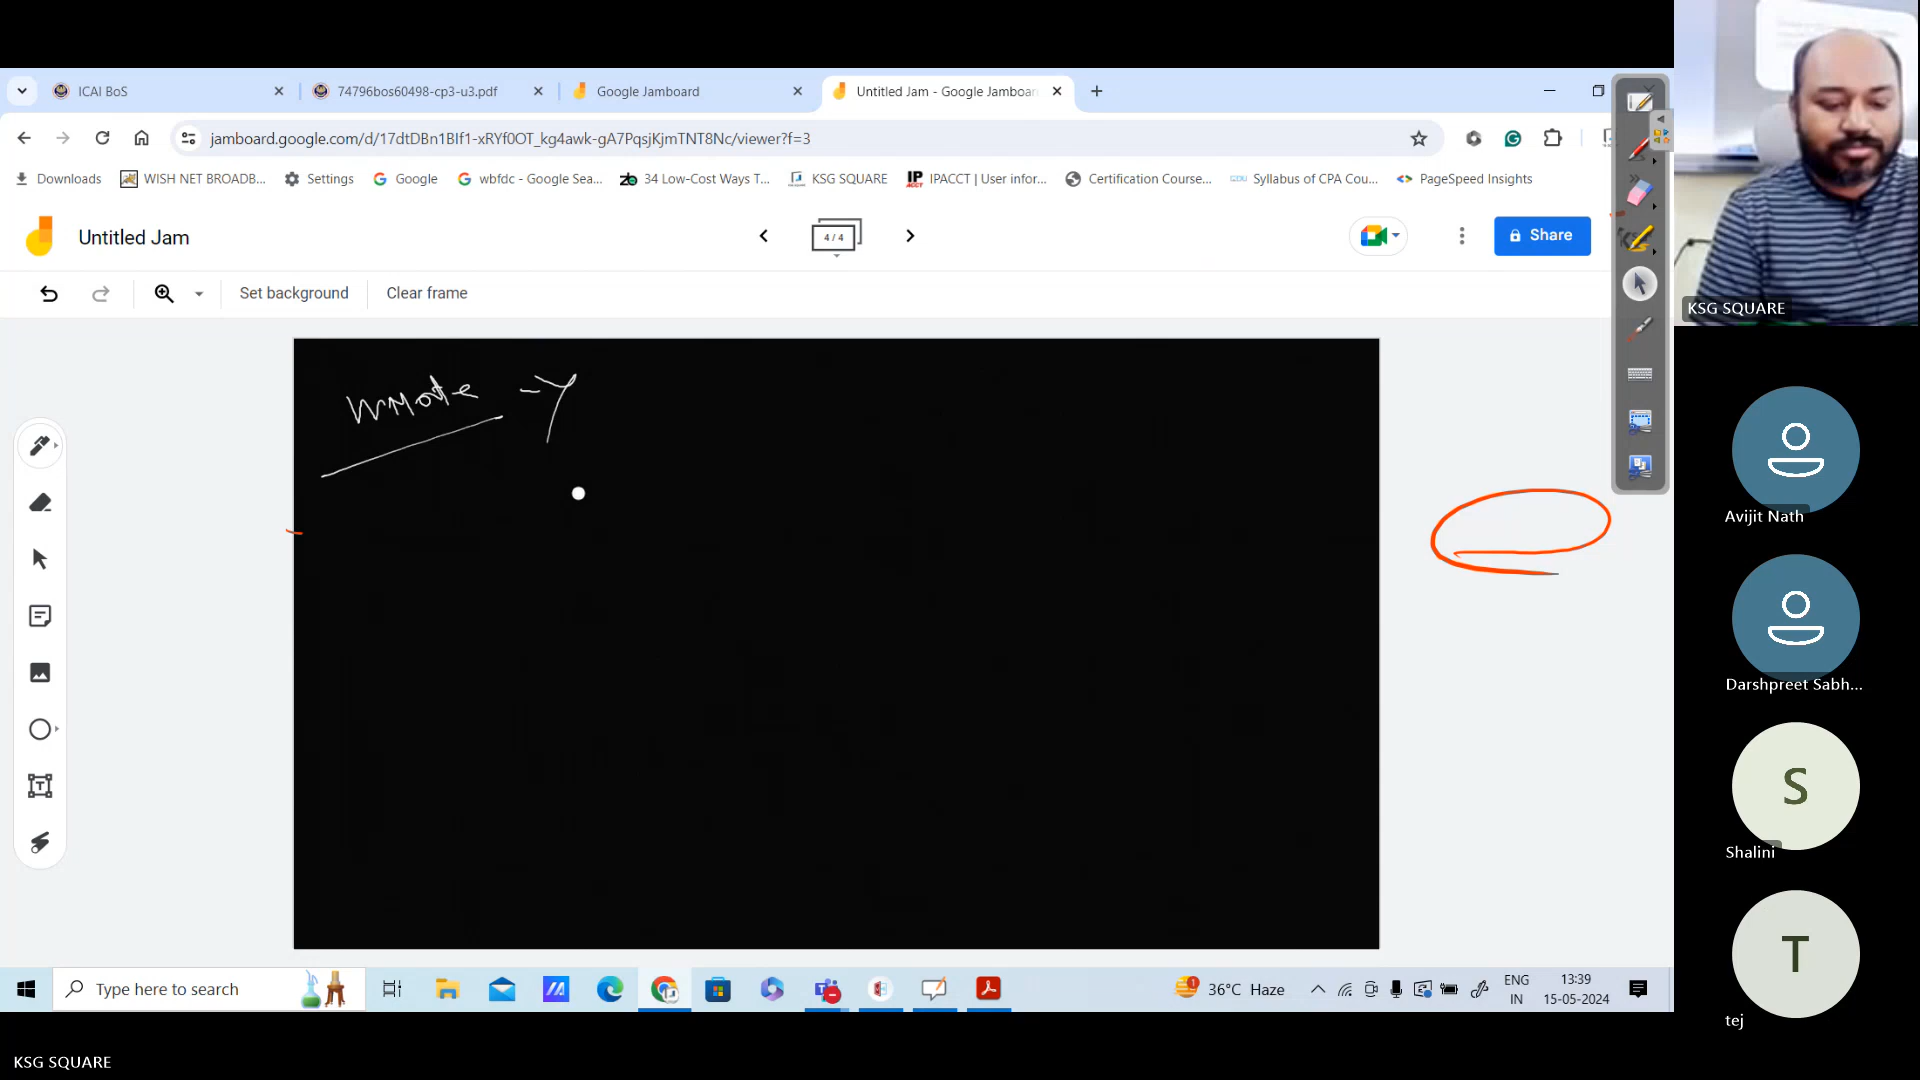 ICAI BoS
74796bos60498-cp3-u3.pdf
Google Jamboard
Untitled Jam - Google Jamboar
jamboard.google.com/d/17dtDBn1BIf1-xRYf0OT_kg4awk-gA7PqsjKjmTNT8Nc/viewer?f=3
Downloads
WISH NET BROADB...
Settings
Google
wbfdc - Google Sea...
34 Low-Cost Ways T...
KSG SQUARE
IPACCT | User infor...
Certification Course...
Syllabus of CPA Cou...
PageSpeed Insights
Untitled Jam
4 / 4
Share
Set background
Clear frame
-Y
KSG SQUARE
Avijit Nath
Darshpreet Sabh...
S
Shalini
T
tej
Type here to search
36°C Haze
ENG
IN
13:39
15-05-2024
KSG SQUARE